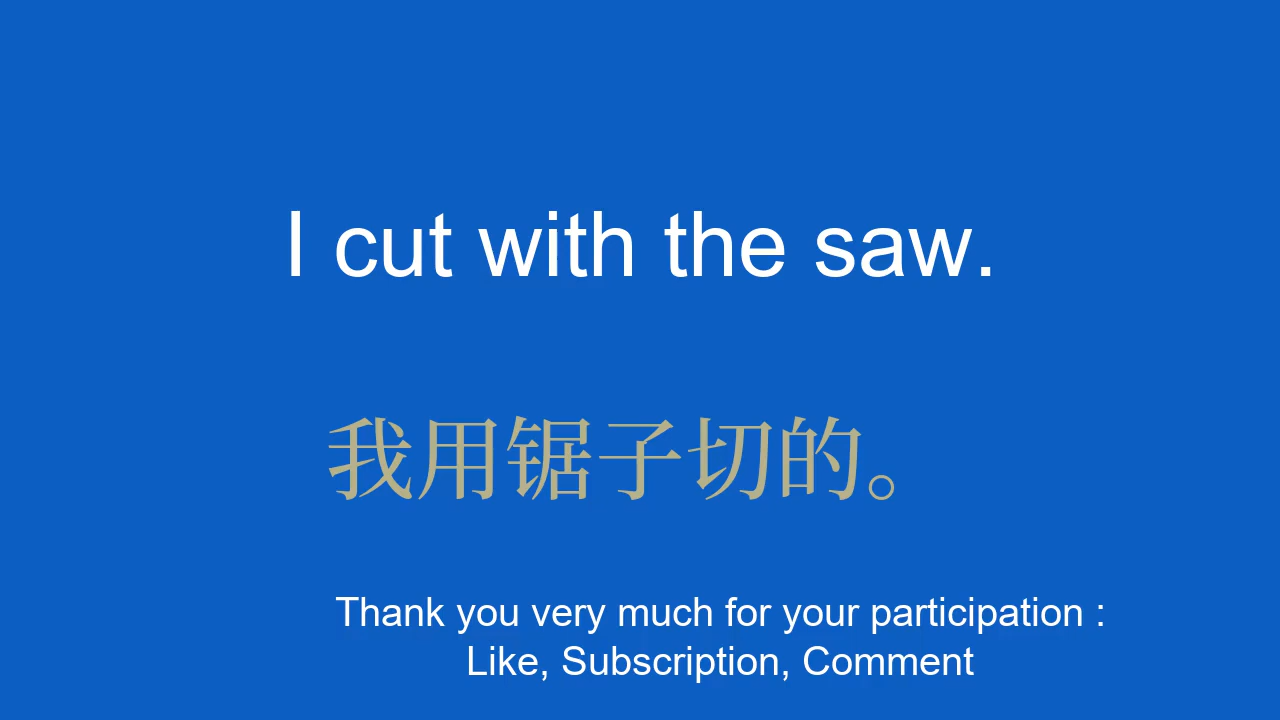 I cut with the saw.
我用锯子切的。
Thank you very much for your participation :
Like, Subscription, Comment